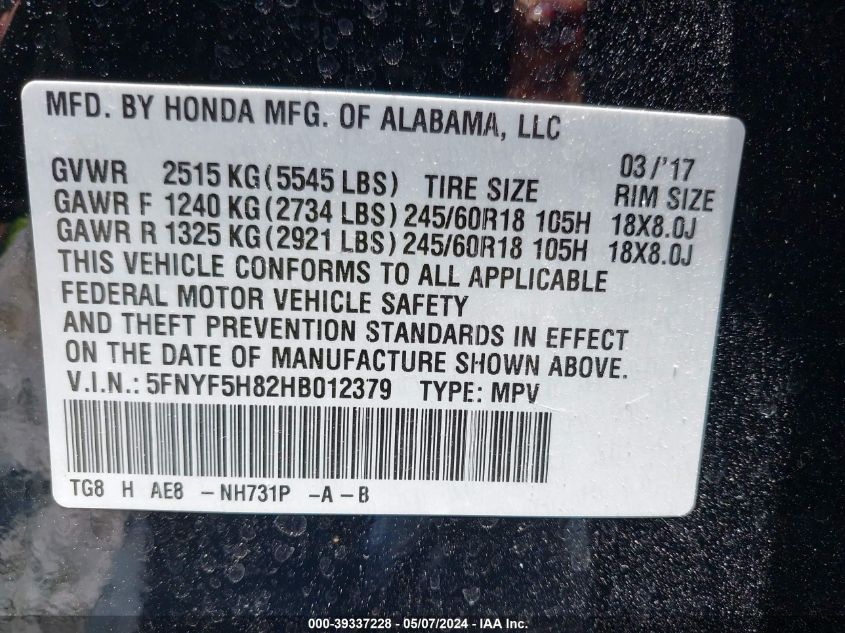 MFD. BY HONDA MFG. OF ALABAMA, LLC
03/'17
GVWR 2515 KG (5545 LBS) TIRE SIZE RIM SIZE
GAWR F 1240 KG (2734 LBS) 245/60R18 105H 18X8.0J
GAWR R 1325 KG (2921 LBS) 245/60R18 105H 18X8.0J
THIS VEHICLE CONFORMS TO ALL APPLICABLE
FEDERAL MOTOR VEHICLE SAFETY
AND THEFT PREVENTION STANDARDS IN EFFECT
ON THE DATE OF MANUFACTURE SHOWN ABOVE.
V.I.N.: 5FNYF5H82HB012379 TYPE: MPV
TG8 H AE8 -NH731P -A-B
000-39337228 - 05/07/2024 - IAA Inc.